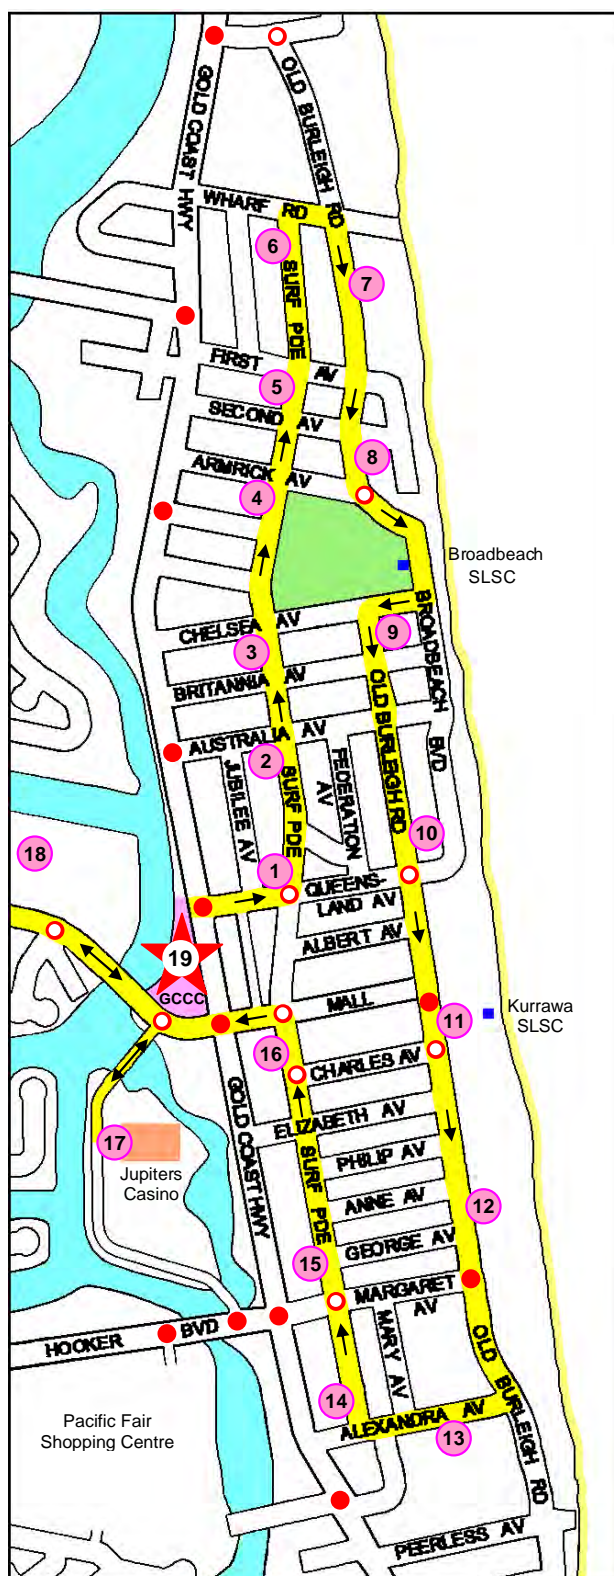 OLD BURLEIGH RD
GOLD COAST HWY
WHARF RD
6
7
SURF PDE
FIRST AV
5
SECOND AV
8
ARMRICK AV
4
Broadbeach
SLSC
BROADBEACH BVD
CHELSEA AV
9
3
BRITANNIA AV
OLD BURLEIGH RD
AUSTRALIA AV
2
JUBILEE AV
SURF PDE
FEDERATION
AV
10
18
1
QUEENS-
LAND AV
ALBERT AV
19
GCCC
MALL
Kurrawa
SLSC
11
16
CHARLES AV
GOLD COAST HWY
ELIZABETH AV
17
SURF PDE
PHILIP AV
Jupiters
Casino
ANNE AV
12
GEORGE AV
15
MARGARET
AV
HOOKER BVD
MARY AV
OLD BURLEIGH RD
14
ALEXANDRA AV
Pacific Fair
Shopping Centre
13
PEERLESS AV